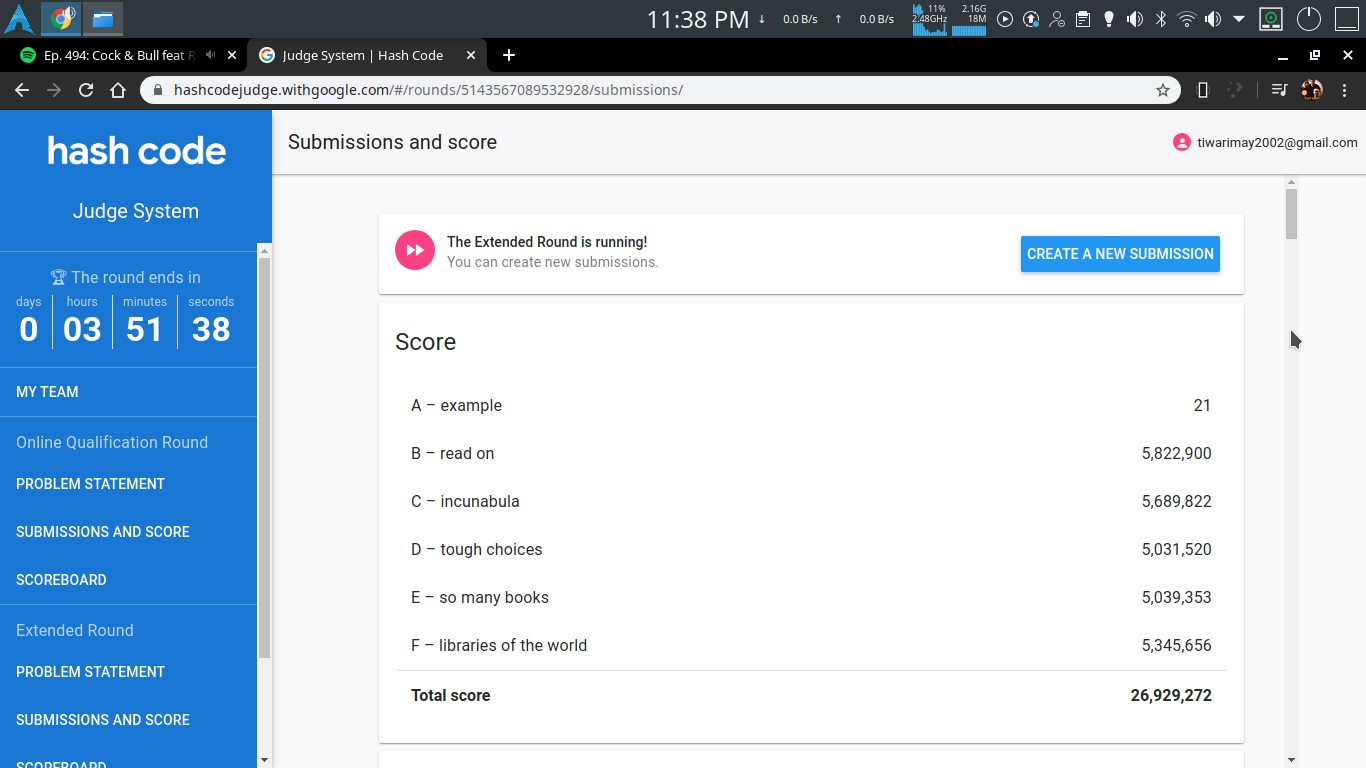 11:38 PM ↓ 0.0 B/s ↑ 0.0 B/s 11% 2.48GHz 2.16G 18M
Ep. 494: Cock & Bull feat R
Judge System | Hash Code
hashcodejudge.withgoogle.com/#/rounds/5143567089532928/submissions/
hash code
Judge System
The round ends in
days hours minutes seconds
0 03 51 38
MY TEAM
Online Qualification Round
PROBLEM STATEMENT
SUBMISSIONS AND SCORE
SCOREBOARD
Extended Round
PROBLEM STATEMENT
SUBMISSIONS AND SCORE
SCOREBOARD
Submissions and score
tiwarimay2002@gmail.com
The Extended Round is running!
You can create new submissions.
CREATE A NEW SUBMISSION
Score
A – example 21
B – read on 5,822,900
C – incunabula 5,689,822
D – tough choices 5,031,520
E – so many books 5,039,353
F – libraries of the world 5,345,656
Total score 26,929,272